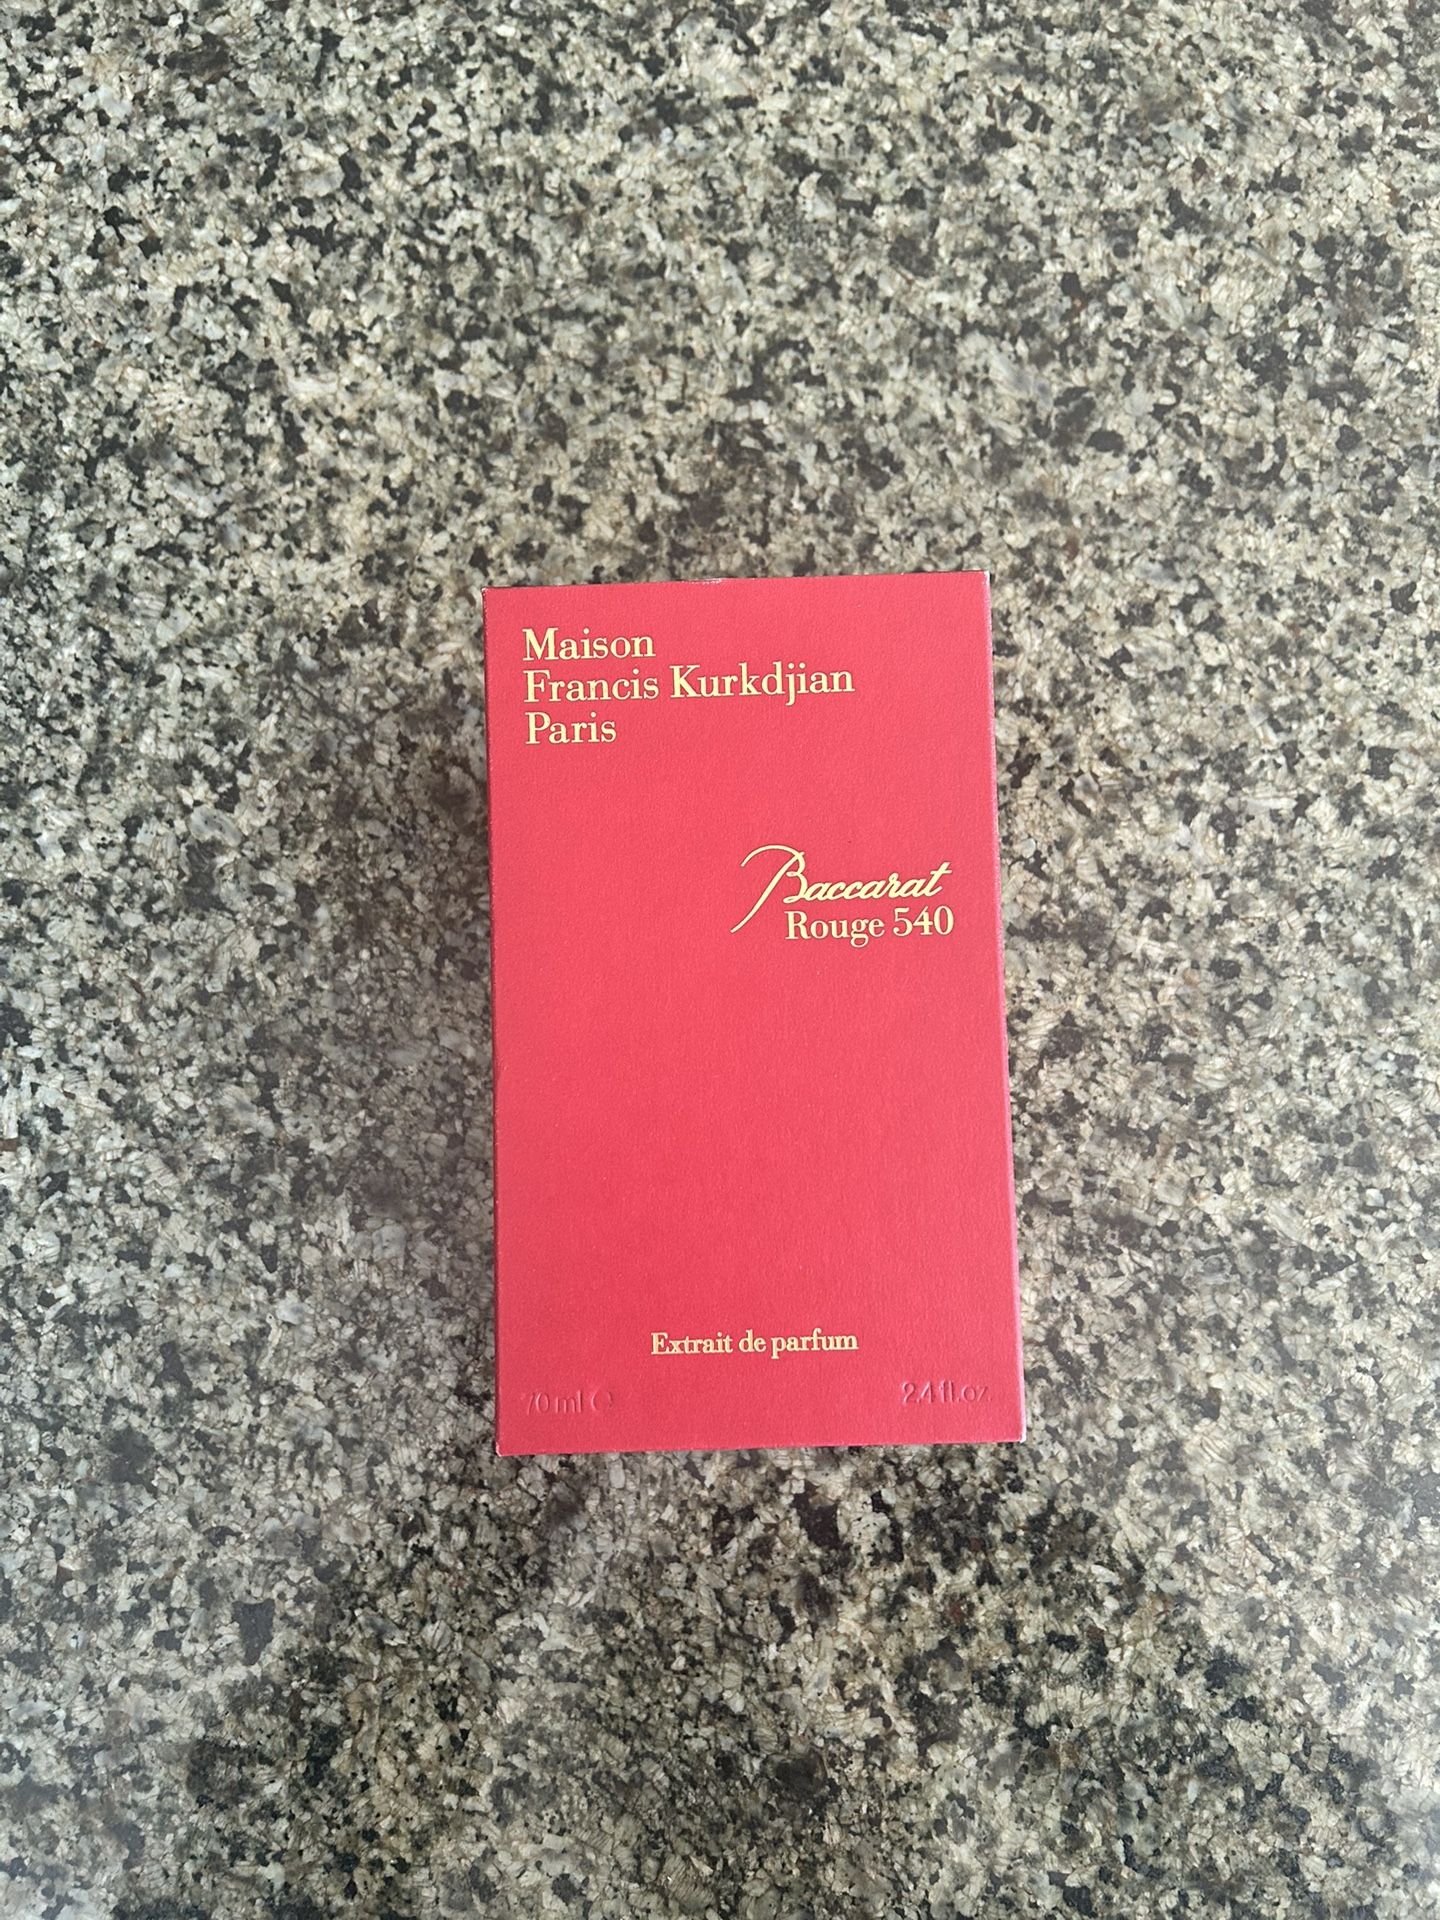 Maison
Francis Kurkdjian
Paris
Baccarat
Rouge 540
Extrait de parfum
70 ml ℮ 2.4 fl.oz.